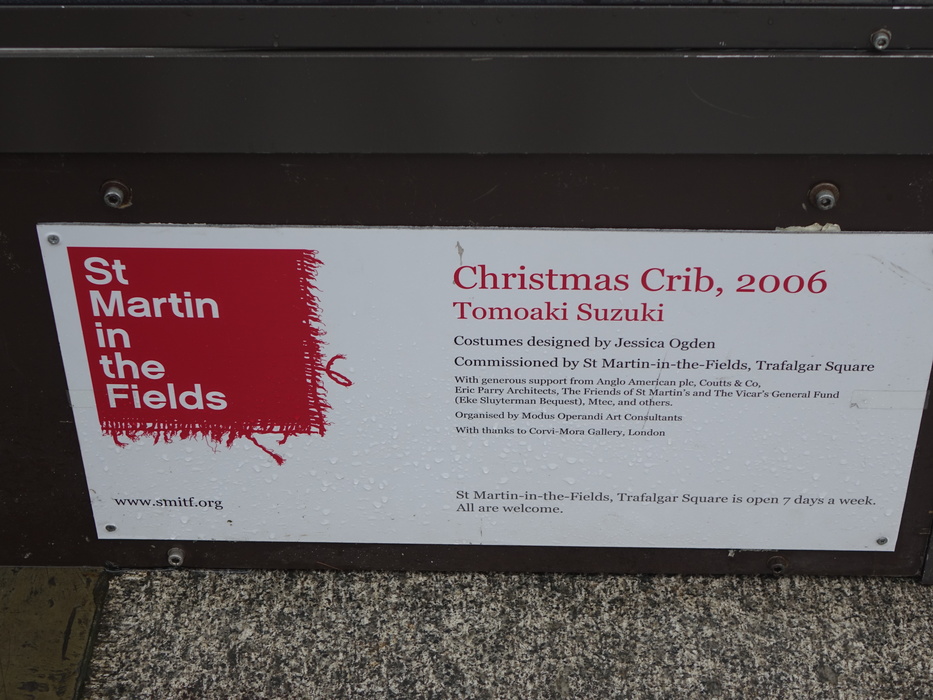 St
Martin
in
the
Fields
www.smitf.org
Christmas Crib, 2006
Tomoaki Suzuki
Costumes designed by Jessica Ogden
Commissioned by St Martin-in-the-Fields, Trafalgar Square
With generous support from Anglo American plc, Coutts & Co,
Eric Parry Architects, The Friends of St Martin's and The Vicar's General Fund
(Eke Sluyterman Bequest), Mtec, and others.
Organised by Modus Operandi Art Consultants
With thanks to Corvi-Mora Gallery, London
St Martin-in-the-Fields, Trafalgar Square is open 7 days a week.
All are welcome.